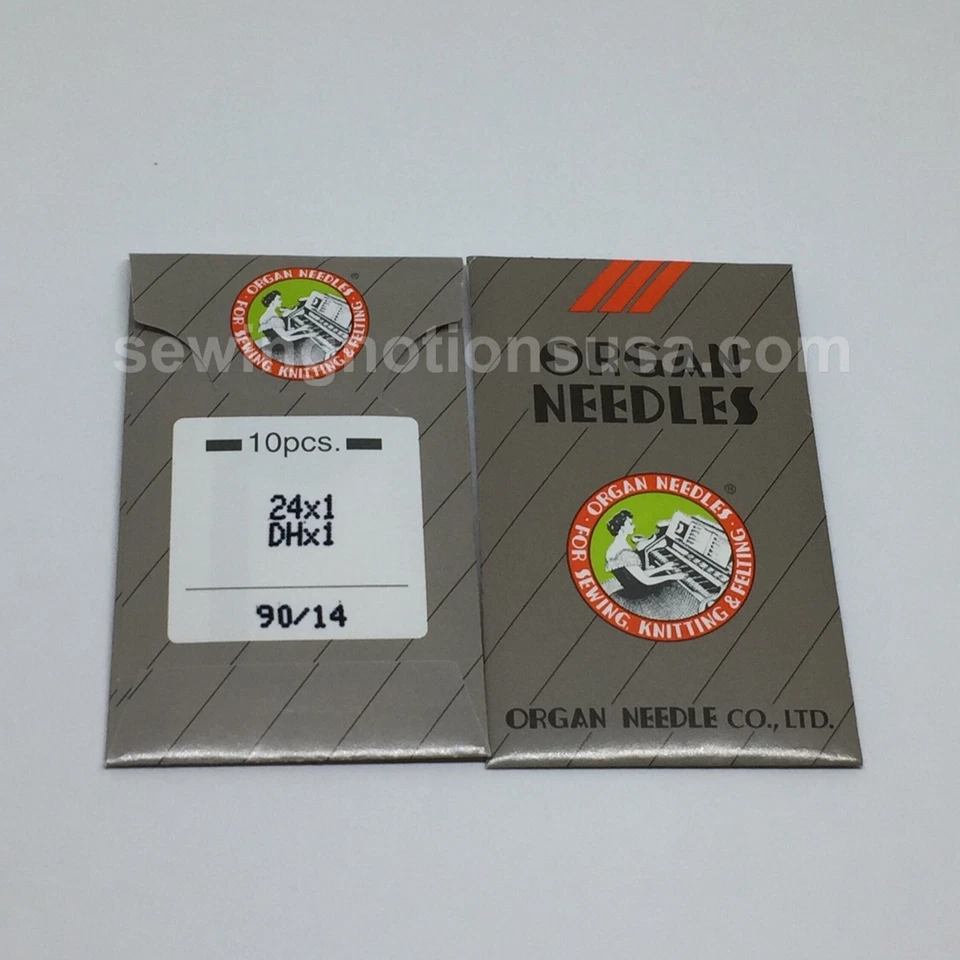 ORGAN NEEDLES · FOR SEWING, KNITTING & FELTING · ®
10pcs.
24x1
DHx1
90/14
ORGAN
NEEDLES
ORGAN NEEDLES · FOR SEWING, KNITTING & FELTING · ®
ORGAN NEEDLE CO., LTD.
sewingnotionsusa.com